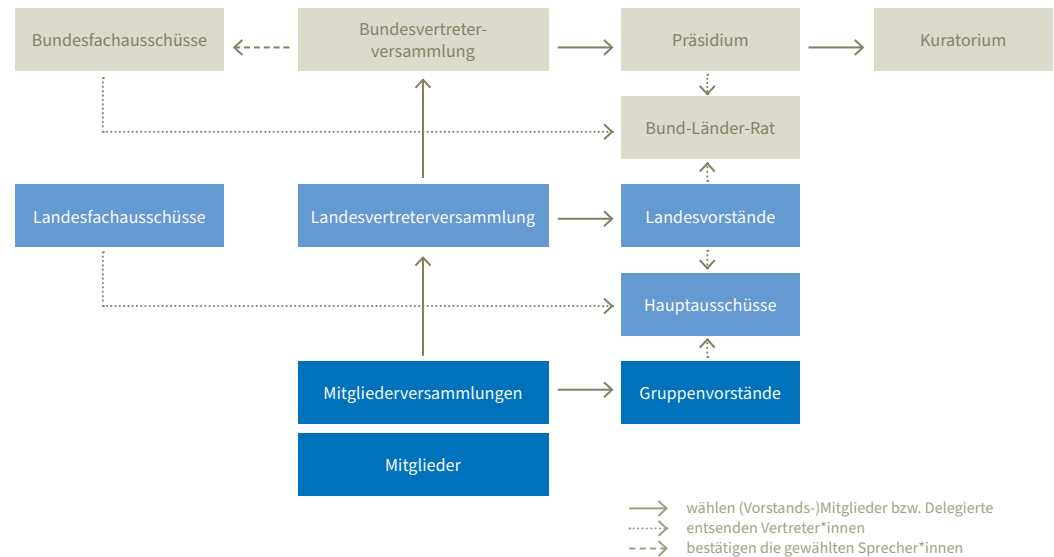 Bundesfachausschüsse
Bundesvertreter-
versammlung
Präsidium
Kuratorium
Bund-Länder-Rat
Landesfachausschüsse
Landesvertreterversammlung
Landesvorstände
Hauptausschüsse
Mitgliederversammlungen
Gruppenvorstände
Mitglieder
wählen (Vorstands-)Mitglieder bzw. Delegierte
entsenden Vertreter*innen
bestätigen die gewählten Sprecher*innen